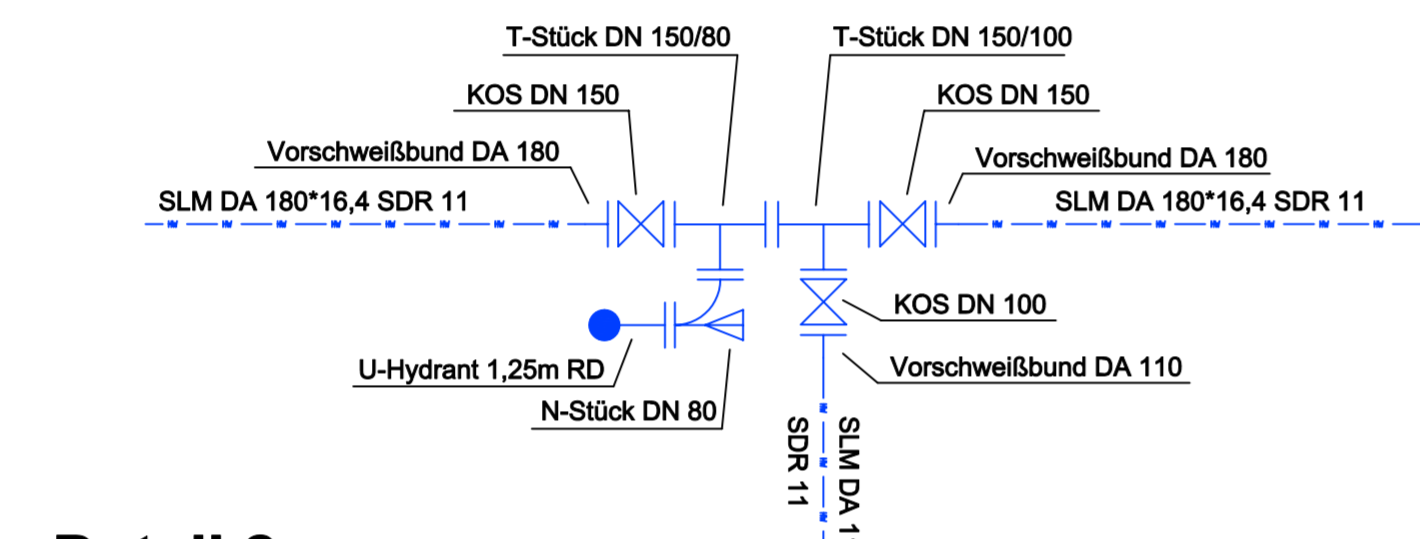 T-Stück DN 150/80
T-Stück DN 150/100
KOS DN 150
KOS DN 150
Vorschweißbund DA 180
Vorschweißbund DA 180
SLM DA 180*16,4 SDR 11
SLM DA 180*16,4 SDR 11
KOS DN 100
U-Hydrant 1,25m RD
Vorschweißbund DA 110
N-Stück DN 80
SLM DA
SDR 11